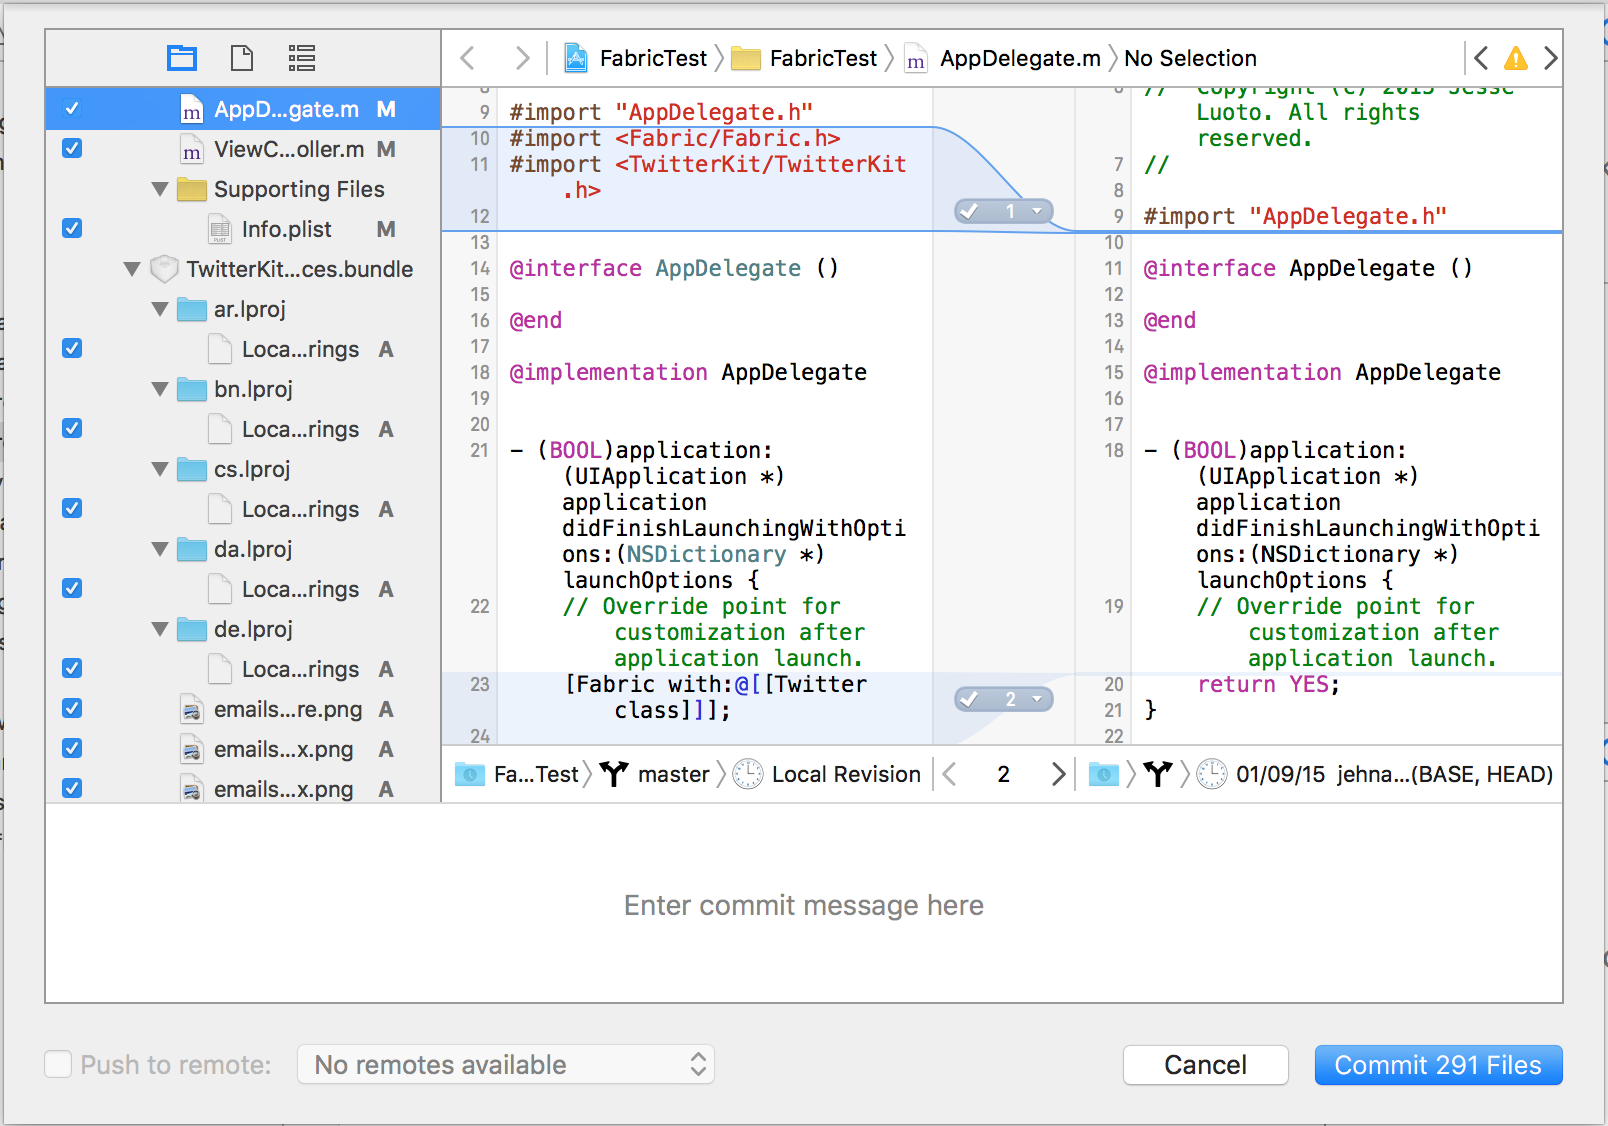 FabricTest FabricTest m AppDelegate.m No Selection
m AppD...gate.m M
m ViewC...oller.m M
Supporting Files
PLIST Info.plist M
TwitterKit...ces.bundle
ar.lproj
Loca...rings A
bn.lproj
Loca...rings A
cs.lproj
Loca...rings A
da.lproj
Loca...rings A
de.lproj
Loca...rings A
emails...re.png A
emails...x.png A
emails...x.png A
8
9 #import "AppDelegate.h"
10 #import <Fabric/Fabric.h>
11 #import <TwitterKit/TwitterKit
.h>
12
13
14 @interface AppDelegate ()
15
16 @end
17
18 @implementation AppDelegate
19
20
21 - (BOOL)application:
(UIApplication *)
application
didFinishLaunchingWithOpti
ons:(NSDictionary *)
launchOptions {
22 // Override point for
customization after
application launch.
23 [Fabric with:@[[Twitter
class]]];
24
1
2
6 // Copyright (c) 2015 Jesse
Luoto. All rights
reserved.
7 //
8
9 #import "AppDelegate.h"
10
11 @interface AppDelegate ()
12
13 @end
14
15 @implementation AppDelegate
16
17
18 - (BOOL)application:
(UIApplication *)
application
didFinishLaunchingWithOpti
ons:(NSDictionary *)
launchOptions {
19 // Override point for
customization after
application launch.
20 return YES;
21 }
22
Fa...Test master Local Revision 2 01/09/15 jehna...(BASE, HEAD)
Enter commit message here
Push to remote: No remotes available Cancel Commit 291 Files